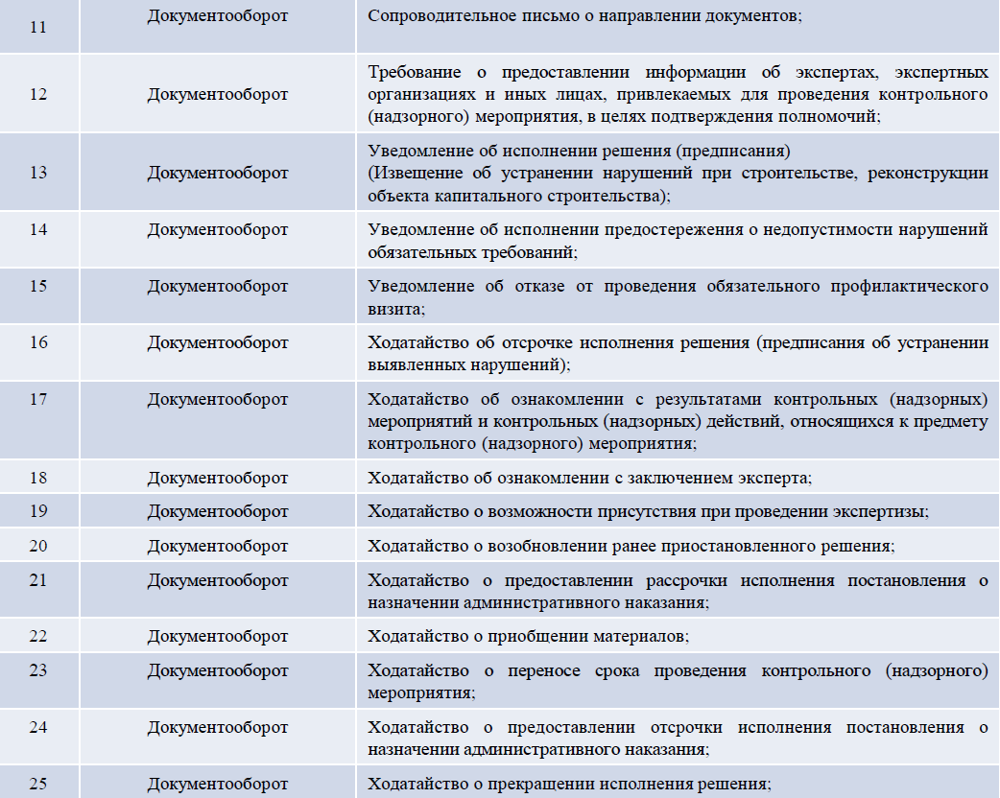 11 Документооборот Сопроводительное письмо о направлении документов;
12 Документооборот Требование о предоставлении информации об экспертах, экспертных
организациях и иных лицах, привлекаемых для проведения контрольного
(надзорного) мероприятия, в целях подтверждения полномочий;
13 Документооборот Уведомление об исполнении решения (предписания)
(Извещение об устранении нарушений при строительстве, реконструкции
объекта капитального строительства);
14 Документооборот Уведомление об исполнении предостережения о недопустимости нарушений
обязательных требований;
15 Документооборот Уведомление об отказе от проведения обязательного профилактического
визита;
16 Документооборот Ходатайство об отсрочке исполнения решения (предписания об устранении
выявленных нарушений);
17 Документооборот Ходатайство об ознакомлении с результатами контрольных (надзорных)
мероприятий и контрольных (надзорных) действий, относящихся к предмету
контрольного (надзорного) мероприятия;
18 Документооборот Ходатайство об ознакомлении с заключением эксперта;
19 Документооборот Ходатайство о возможности присутствия при проведении экспертизы;
20 Документооборот Ходатайство о возобновлении ранее приостановленного решения;
21 Документооборот Ходатайство о предоставлении рассрочки исполнения постановления о
назначении административного наказания;
22 Документооборот Ходатайство о приобщении материалов;
23 Документооборот Ходатайство о переносе срока проведения контрольного (надзорного)
мероприятия;
24 Документооборот Ходатайство о предоставлении отсрочки исполнения постановления о
назначении административного наказания;
25 Документооборот Ходатайство о прекращении исполнения решения;